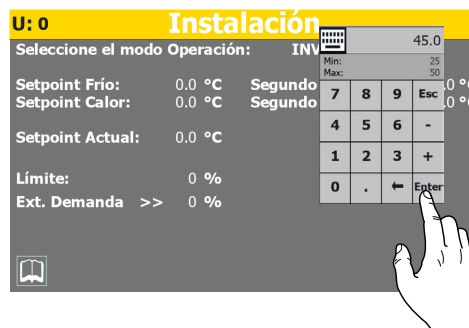 U: 0 Instalación
45.0
Seleccione el modo Operación: INV
Min: 25
Max: 50
Setpoint Frío: 0.0 °C Segundo .0 °
Setpoint Calor: 0.0 °C Segundo .0 °
7 8 9 Esc
4 5 6 -
Setpoint Actual: 0.0 °C
1 2 3 +
Límite: 0 %
0 . Enter
Ext. Demanda >> 0 %